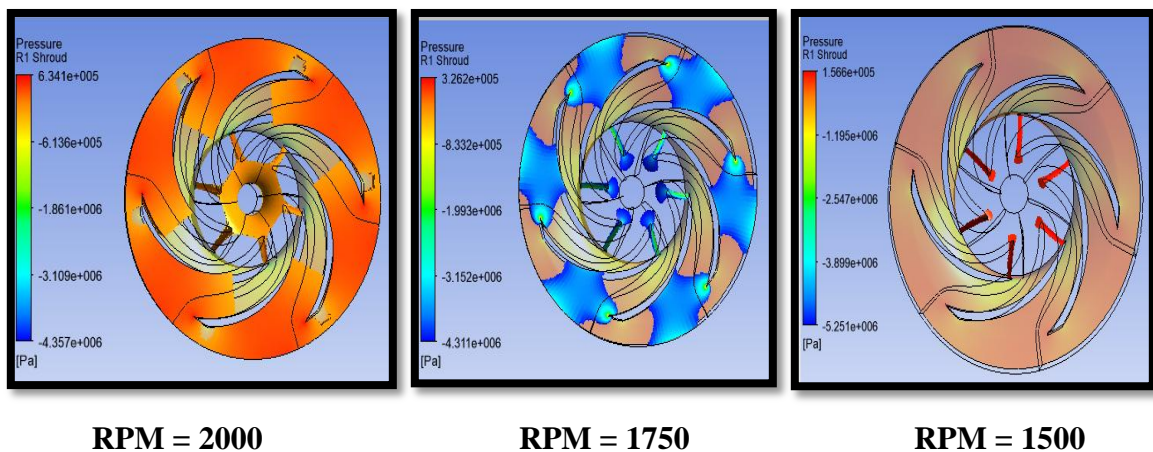 Pressure
R1 Shroud
6.341e+005
-6.136e+005
-1.861e+006
-3.109e+006
-4.357e+006
[Pa]
Pressure
R1 Shroud
3.262e+005
-8.332e+005
-1.993e+006
-3.152e+006
-4.311e+006
[Pa]
Pressure
R1 Shroud
1.566e+005
-1.195e+006
-2.547e+006
-3.899e+006
-5.251e+006
[Pa]
RPM = 2000
RPM = 1750
RPM = 1500